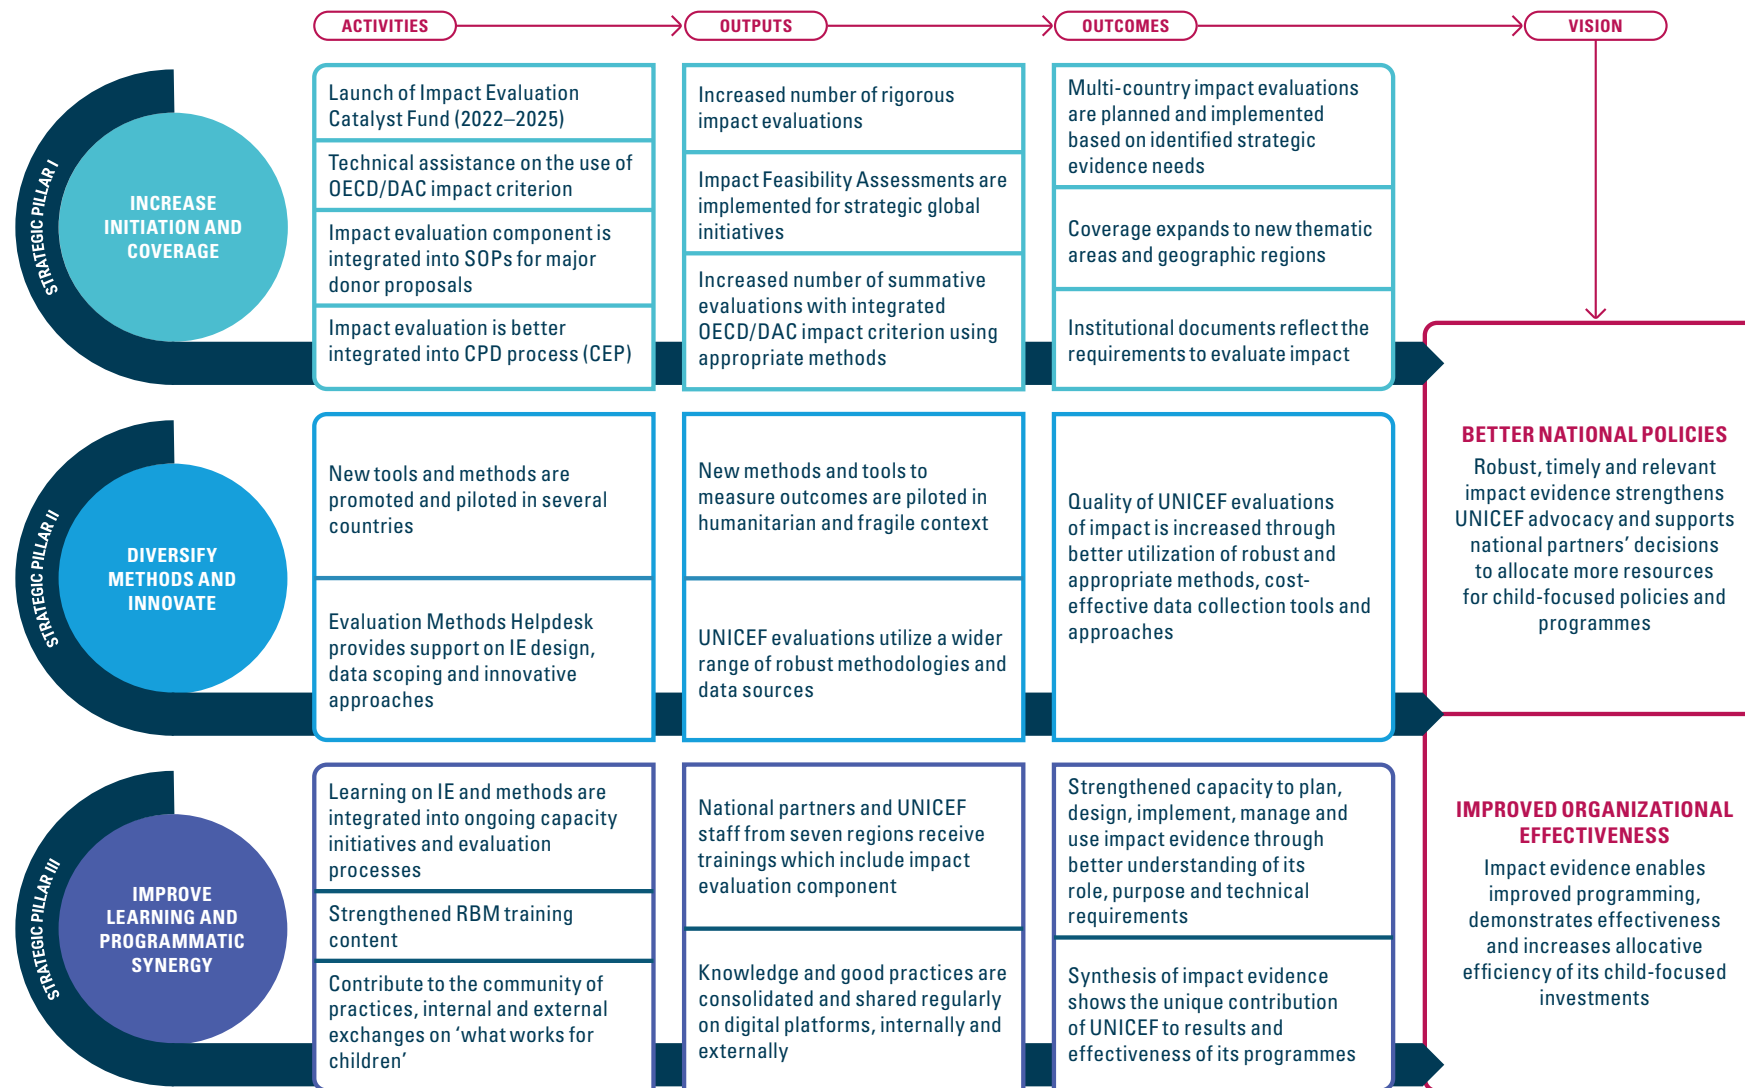 ACTIVITIES
OUTPUTS
OUTCOMES
VISION
STRATEGIC PILLAR I
INCREASE
INITIATION AND
COVERAGE
Launch of Impact Evaluation
Catalyst Fund (2022–2025)
Technical assistance on the use of
OECD/DAC impact criterion
Impact evaluation component is
integrated into SOPs for major
donor proposals
Impact evaluation is better
integrated into CPD process (CEP)
Increased number of rigorous
impact evaluations
Impact Feasibility Assessments are
implemented for strategic global
initiatives
Increased number of summative
evaluations with integrated
OECD/DAC impact criterion using
appropriate methods
Multi-country impact evaluations
are planned and implemented
based on identified strategic
evidence needs
Coverage expands to new thematic
areas and geographic regions
Institutional documents reflect the
requirements to evaluate impact
STRATEGIC PILLAR II
DIVERSIFY
METHODS AND
INNOVATE
New tools and methods are
promoted and piloted in several
countries
Evaluation Methods Helpdesk
provides support on IE design,
data scoping and innovative
approaches
New methods and tools to
measure outcomes are piloted in
humanitarian and fragile context
UNICEF evaluations utilize a wider
range of robust methodologies and
data sources
Quality of UNICEF evaluations
of impact is increased through
better utilization of robust and
appropriate methods, cost-
effective data collection tools and
approaches
STRATEGIC PILLAR III
IMPROVE
LEARNING AND
PROGRAMMATIC
SYNERGY
Learning on IE and methods are
integrated into ongoing capacity
initiatives and evaluation
processes
Strengthened RBM training
content
Contribute to the community of
practices, internal and external
exchanges on ‘what works for
children’
National partners and UNICEF
staff from seven regions receive
trainings which include impact
evaluation component
Knowledge and good practices are
consolidated and shared regularly
on digital platforms, internally and
externally
Strengthened capacity to plan,
design, implement, manage and
use impact evidence through
better understanding of its
role, purpose and technical
requirements
Synthesis of impact evidence
shows the unique contribution
of UNICEF to results and
effectiveness of its programmes
BETTER NATIONAL POLICIES
Robust, timely and relevant
impact evidence strengthens
UNICEF advocacy and supports
national partners’ decisions
to allocate more resources
for child-focused policies and
programmes
IMPROVED ORGANIZATIONAL
EFFECTIVENESS
Impact evidence enables
improved programming,
demonstrates effectiveness
and increases allocative
efficiency of its child-focused
investments